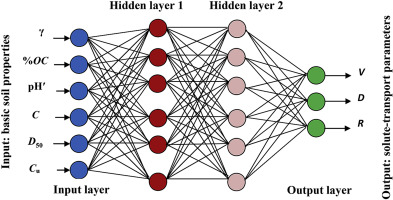 Hidden layer 1
Hidden layer 2
Input: basic soil properties
γ
%OC
pH′
C
D50
Cu
V
D
R
Output: solute-transport parameters
Input layer
Output layer